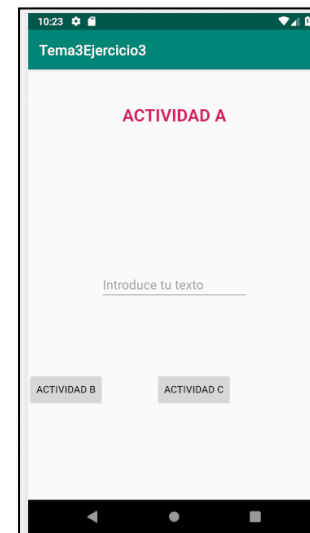 10:23
Tema3Ejercicio3
ACTIVIDAD A
Introduce tu texto
ACTIVIDAD B ACTIVIDAD C